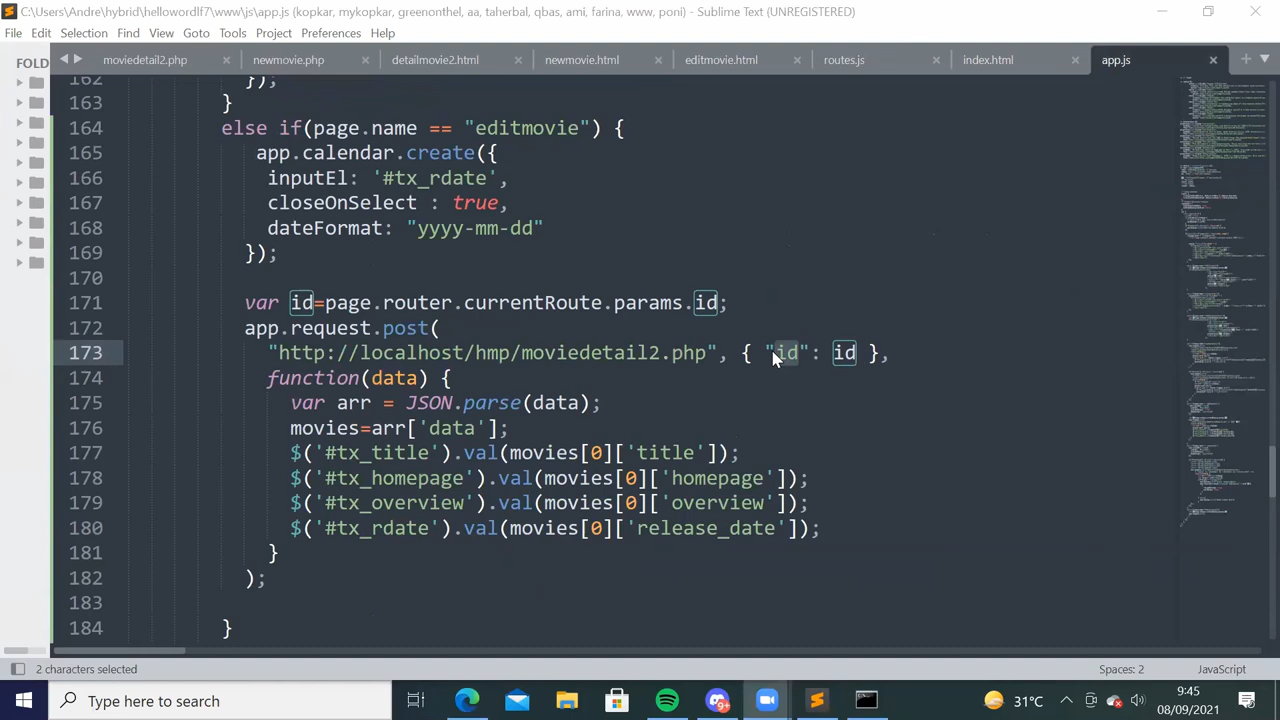 C:\Users\Andre\hybrid\hellowordlf7\www\js\app.js (kopkar, mykopkar, greenonthel, aa, taherbal, qbas, ami, farina, www, poni) - Sublime Text (UNREGISTERED)
File Edit Selection Find View Goto Tools Project Preferences Help
FOLD moviedetail2.php newmovie.php detailmovie2.html newmovie.html editmovie.html routes.js index.html app.js
162 });
163 }
164 else if(page.name == "editmovie") {
165 app.calendar.create({
166 inputEl: '#tx_rdate',
167 closeOnSelect : true,
168 dateFormat: "yyyy-mm-dd"
169 });
170
171 var id=page.router.currentRoute.params.id;
172 app.request.post(
173 "http://localhost/hmp/moviedetail2.php", { "id": id },
174 function(data) {
175 var arr = JSON.parse(data);
176 movies=arr['data'];
177 $('#tx_title').val(movies[0]['title']);
178 $('#tx_homepage').val(movies[0]['homepage']);
179 $('#tx_overview').val(movies[0]['overview']);
180 $('#tx_rdate').val(movies[0]['release_date']);
181 }
182 );
183
184 }
2 characters selected Spaces: 2 JavaScript
Type here to search 9+ 31°C 9:45
08/09/2021